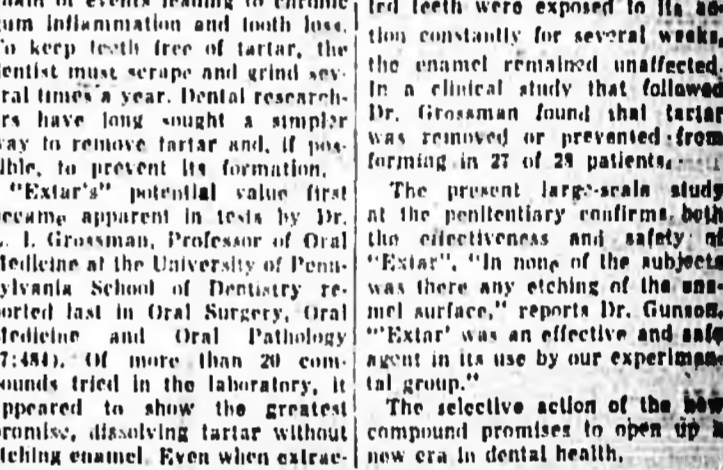 of events leading to chronic
gum inflammation and tooth loss.
To keep teeth free of tartar, the
dentist must scrape and grind sev-
eral times a year. Dental research-
ers have long sought a simpler
way to remove tartar and, if pos-
sible, to prevent its formation.
"Extar's" potential value first
became apparent in tests by Dr.
L. I. Grossman, Professor of Oral
Medicine at the University of Penn-
sylvania School of Dentistry re-
ported last in Oral Surgery, Oral
Medicine and Oral Pathology
7:484). Of more than 20 com-
pounds tried in the laboratory, it
appeared to show the greatest
promise, dissolving tartar without
etching enamel. Even when extrac-
ted teeth were exposed to its ac-
tion constantly for several weeks,
the enamel remained unaffected.
In a clinical study that followed
Dr. Grossman found that tartar
was removed or prevented from
forming in 27 of 28 patients.
The present large-scale study
at the penitentiary confirms both
the effectiveness and safety of
"Extar". "In none of the subjects
was there any etching of the ena-
mel surface," reports Dr. Gunson.
"'Extar' was an effective and safe
agent in its use by our experimen-
tal group."
The selective action of the new
compound promises to open up a
new era in dental health.